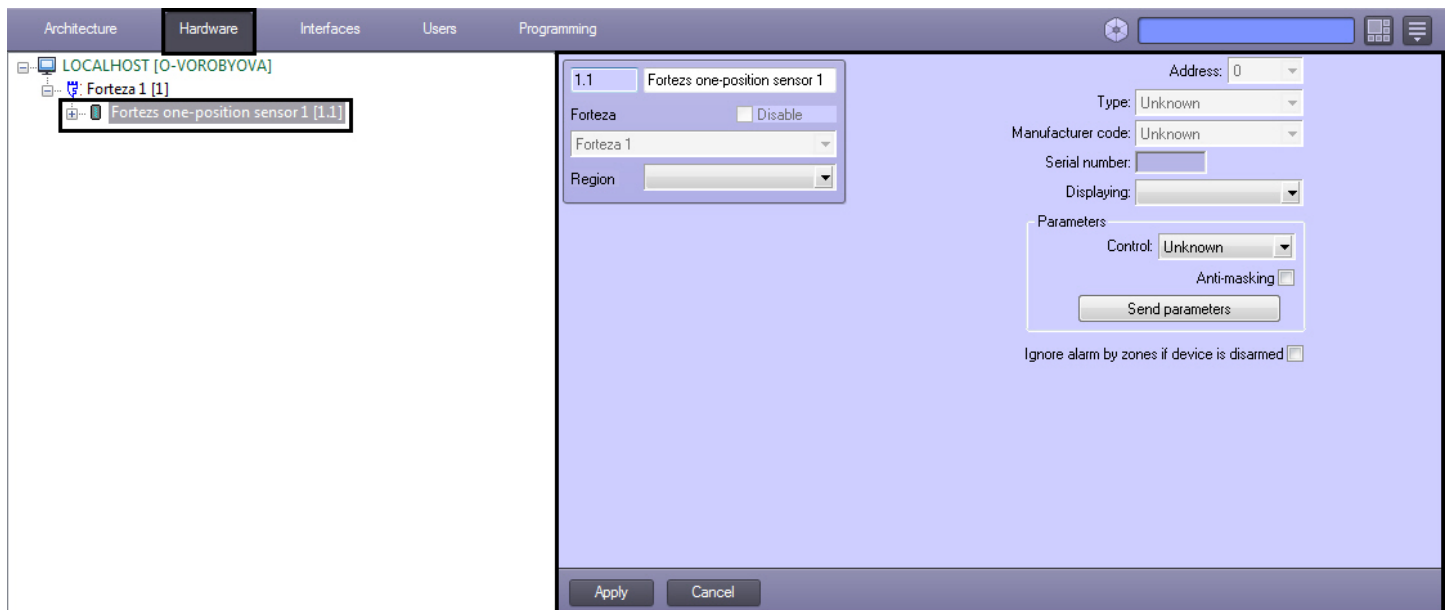 Architecture Hardware Interfaces Users Programming
LOCALHOST [O-VOROBYOVA]
Forteza 1 [1]
Fortezs one-position sensor 1 [1.1]
1.1 Fortezs one-position sensor 1
Forteza Disable
Forteza 1
Region
Address: 0
Type: Unknown
Manufacturer code: Unknown
Serial number:
Displaying:
Parameters
Control: Unknown
Anti-masking
Send parameters
Ignore alarm by zones if device is disarmed
Apply Cancel